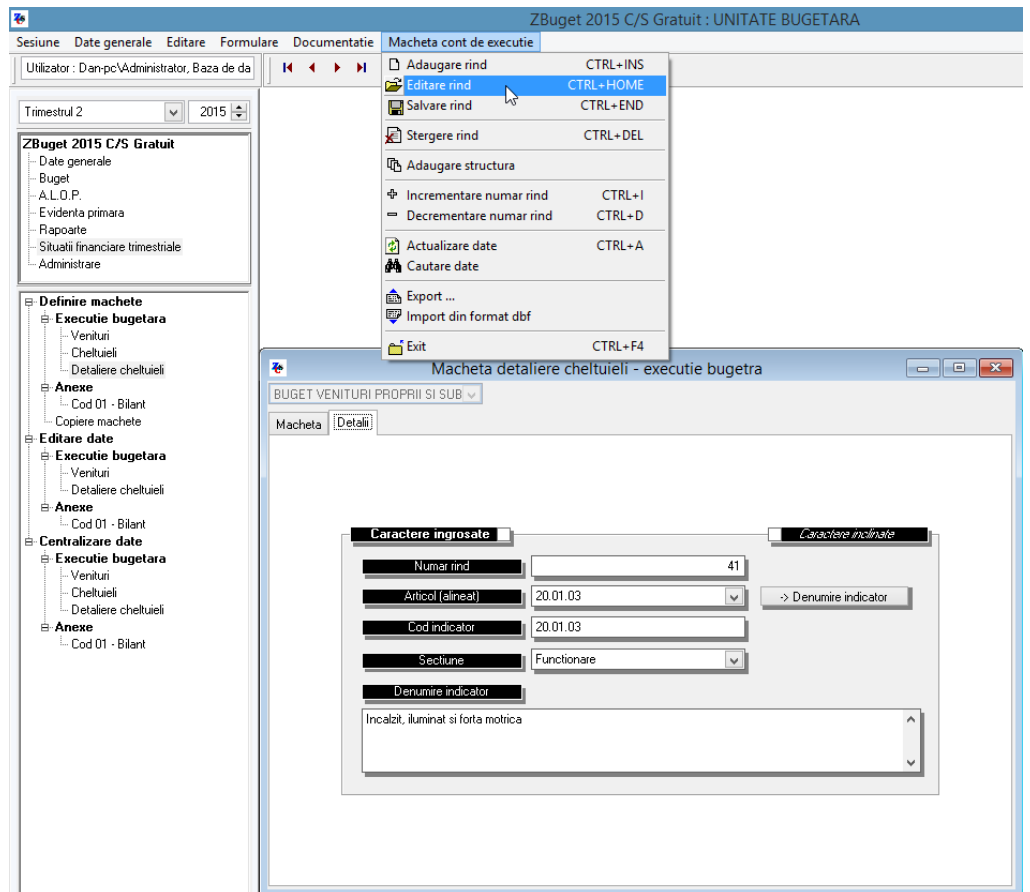 ZBuget 2015 C/S Gratuit : UNITATE BUGETARA
Sesiune Date generale Editare Formulare Documentatie Macheta cont de executie
Utilizator : Dan-pc\Administrator, Baza de da
Adaugare rind CTRL+INS
Editare rind CTRL+HOME
Salvare rind CTRL+END
Stergere rind CTRL+DEL
Adaugare structura
Incrementare numar rind CTRL+I
Decrementare numar rind CTRL+D
Actualizare date CTRL+A
Cautare date
Export ...
Import din format dbf
Exit CTRL+F4
Trimestrul 2 2015
ZBuget 2015 C/S Gratuit
Date generale
Buget
A.L.O.P.
Evidenta primara
Rapoarte
Situatii financiare trimestriale
Administrare
Definire machete
Executie bugetara
Venituri
Cheltuieli
Detaliere cheltuieli
Anexe
Cod 01 - Bilant
Copiere machete
Editare date
Executie bugetara
Venituri
Detaliere cheltuieli
Anexe
Cod 01 - Bilant
Centralizare date
Executie bugetara
Venituri
Cheltuieli
Detaliere cheltuieli
Anexe
Cod 01 - Bilant
Macheta detaliere cheltuieli - executie bugetra
BUGET VENITURI PROPRII SI SUB
Macheta Detalii
Caractere ingrosate Caractere inclinate
Numar rind 41
Articol (alineat) 20.01.03 -> Denumire indicator
Cod indicator 20.01.03
Sectiune Functionare
Denumire indicator
Incalzit, iluminat si forta motrica